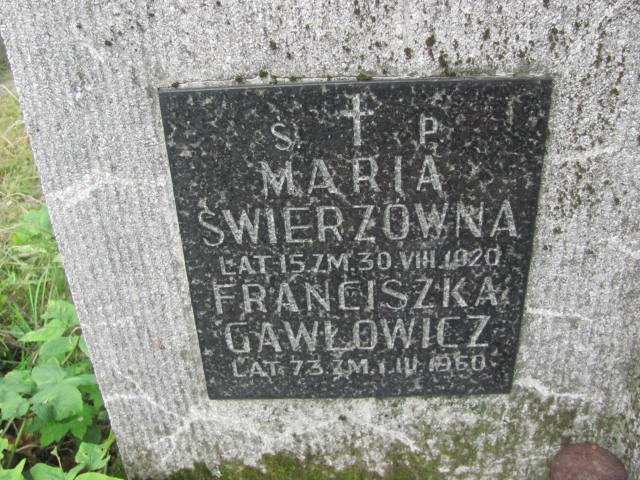 Ś. P.
MARIA
ŚWIERZÓWNA
LAT 15. ZM. 30. VIII. 1920
FRANCISZKA
GAWŁOWICZ
LAT. 73. ZM. 1. III. 1960